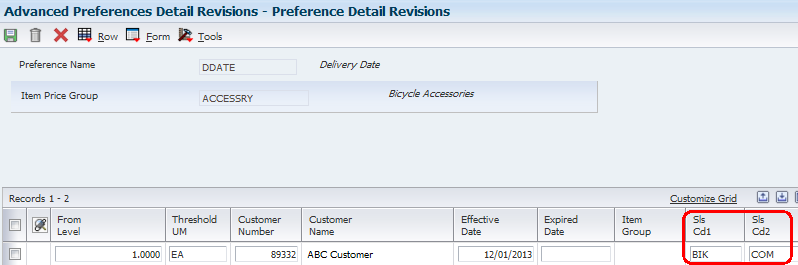 Advanced Preferences Detail Revisions - Preference Detail Revisions
Row Form Tools
Preference Name DDATE Delivery Date
Item Price Group ACCESSRY Bicycle Accessories
Records 1 - 2 Customize Grid
From Level Threshold UM Customer Number Customer Name Effective Date Expired Date Item Group Sls Cd1 Sls Cd2
1.0000 EA 89332 ABC Customer 12/01/2013 BIK COM